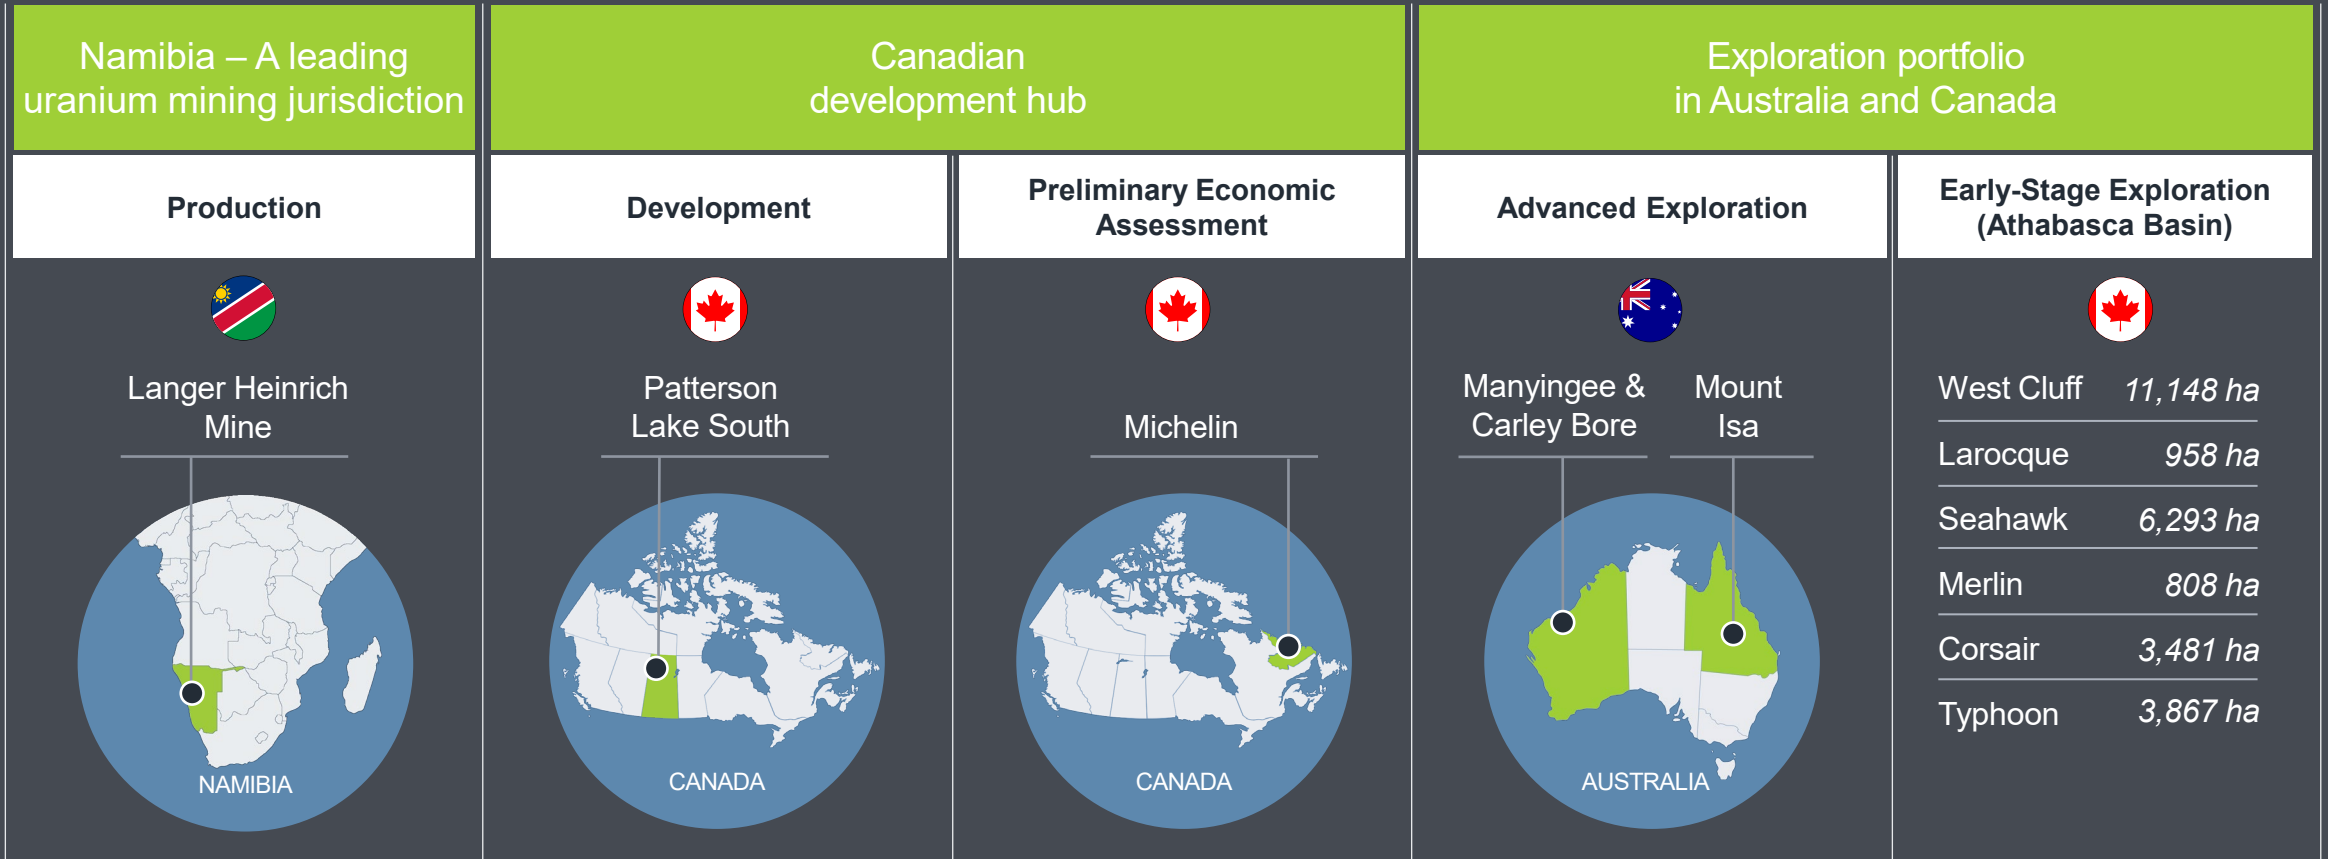 Namibia – A leading
uranium mining jurisdiction
Canadian
development hub
Exploration portfolio
in Australia and Canada
Production
Development
Preliminary Economic
Assessment
Advanced Exploration
Early-Stage Exploration
(Athabasca Basin)
Langer Heinrich
Mine
NAMIBIA
Patterson
Lake South
CANADA
Michelin
CANADA
Manyingee &
Carley Bore
Mount
Isa
AUSTRALIA
West Cluff 11,148 ha
Larocque 958 ha
Seahawk 6,293 ha
Merlin 808 ha
Corsair 3,481 ha
Typhoon 3,867 ha